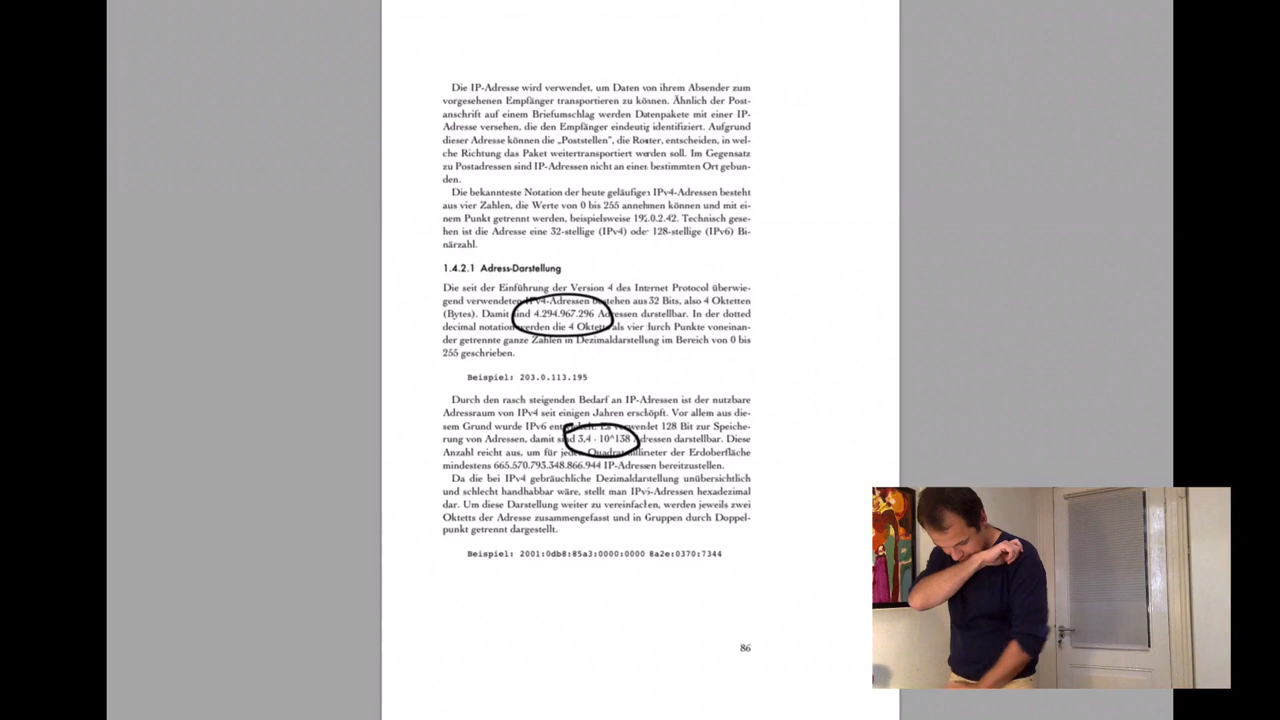 Die IP-Adresse wird verwendet, um Daten von ihrem Absender zum
vorgesehenen Empfänger transportieren zu können. Ähnlich der Post-
anschrift auf einem Briefumschlag werden Datenpakete mit einer IP-
Adresse versehen, die den Empfänger eindeutig identifiziert. Aufgrund
dieser Adresse können die „Poststellen“, die Router, entscheiden, in wel-
che Richtung das Paket weitertransportiert werden soll. Im Gegensatz
zu Postadressen sind IP-Adressen nicht an einen bestimmten Ort gebun-
den.
Die bekannteste Notation der heute geläufigen IPv4-Adressen besteht
aus vier Zahlen, die Werte von 0 bis 255 annehmen können und mit ei-
nem Punkt getrennt werden, beispielsweise 192.0.2.42. Technisch gese-
hen ist die Adresse eine 32-stellige (IPv4) oder 128-stellige (IPv6) Bi-
närzahl.
1.4.2.1 Adress-Darstellung
Die seit der Einführung der Version 4 des Internet Protocol überwie-
gend verwendeten IPv4-Adressen bestehen aus 32 Bits, also 4 Oktetten
(Bytes). Damit sind 4.294.967.296 Adressen darstellbar. In der dotted
decimal notation werden die 4 Oktetts als vier durch Punkte voneinan-
der getrennte ganze Zahlen in Dezimaldarstellung im Bereich von 0 bis
255 geschrieben.
Beispiel: 203.0.113.195
Durch den rasch steigenden Bedarf an IP-Adressen ist der nutzbare
Adressraum von IPv4 seit einigen Jahren erschöpft. Vor allem aus die-
sem Grund wurde IPv6 entwickelt. Es verwendet 128 Bit zur Speiche-
rung von Adressen, damit sind 3,4 · 10^138 Adressen darstellbar. Diese
Anzahl reicht aus, um für jeden Quadratmillimeter der Erdoberfläche
mindestens 665.570.793.348.866.944 IP-Adressen bereitzustellen.
Da die bei IPv4 gebräuchliche Dezimaldarstellung unübersichtlich
und schlecht handhabbar wäre, stellt man IPv6-Adressen hexadezimal
dar. Um diese Darstellung weiter zu vereinfachen, werden jeweils zwei
Oktetts der Adresse zusammengefasst und in Gruppen durch Doppel-
punkt getrennt dargestellt.
Beispiel: 2001:0db8:85a3:0000:0000 8a2e:0370:7344
86